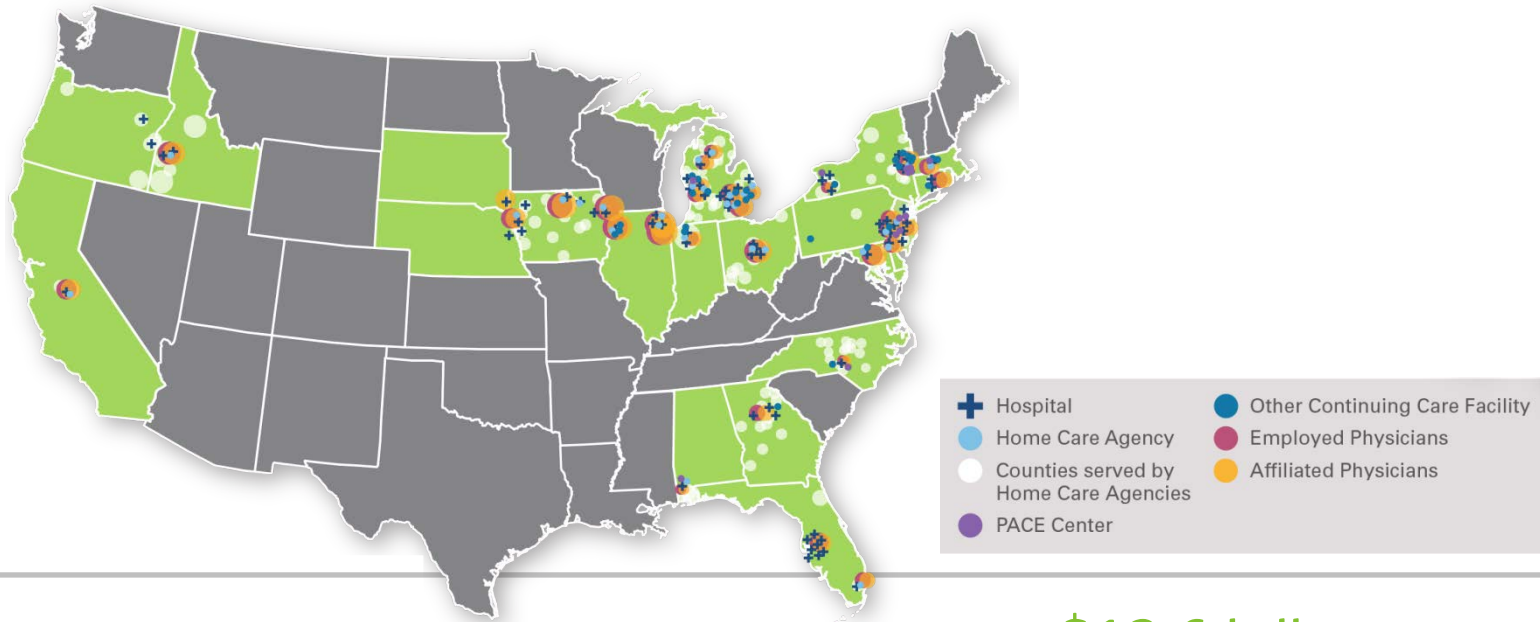 Hospital
Home Care Agency
Counties served by
Home Care Agencies
PACE Center
Other Continuing Care Facility
Employed Physicians
Affiliated Physicians